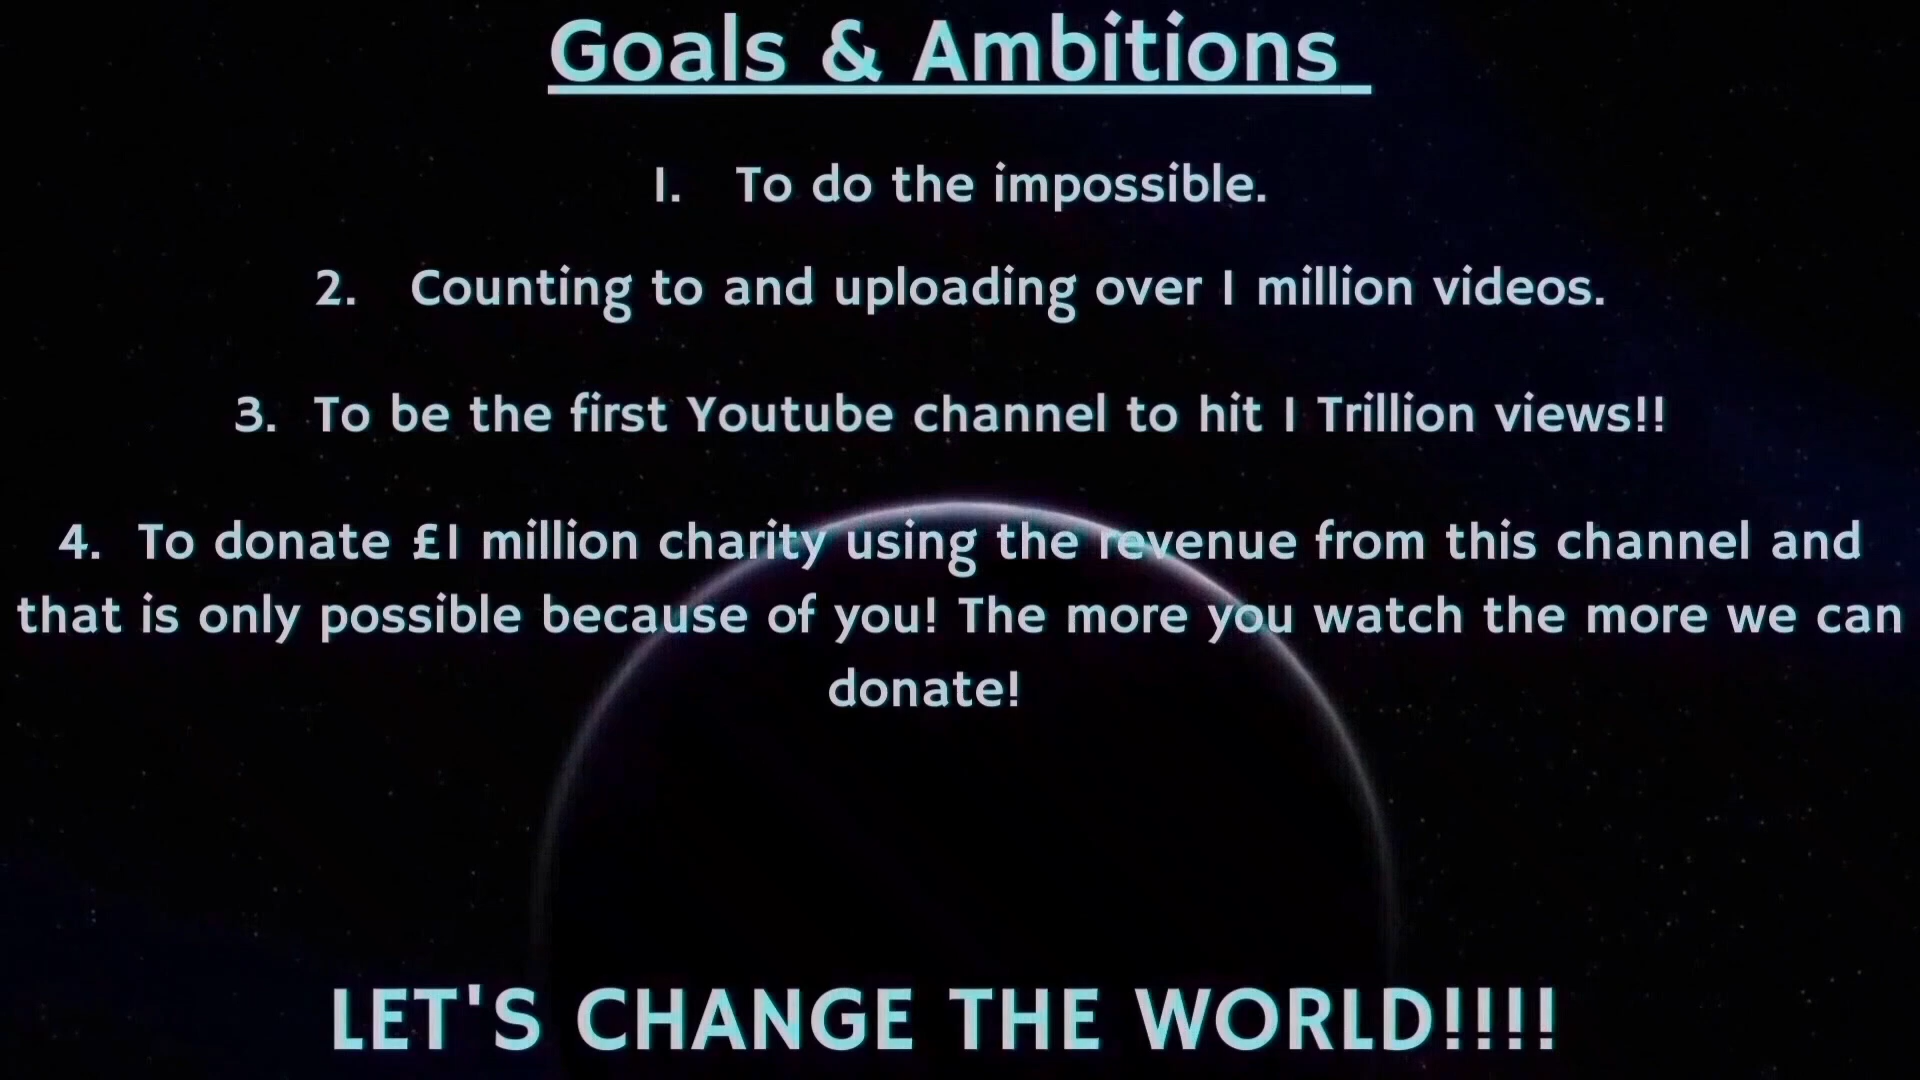 Goals & Ambitions
1. To do the impossible.
2. Counting to and uploading over 1 million videos.
3. To be the first Youtube channel to hit 1 Trillion views!!
4. To donate £1 million charity using the revenue from this channel and
that is only possible because of you! The more you watch the more we can
donate!
LET'S CHANGE THE WORLD!!!!